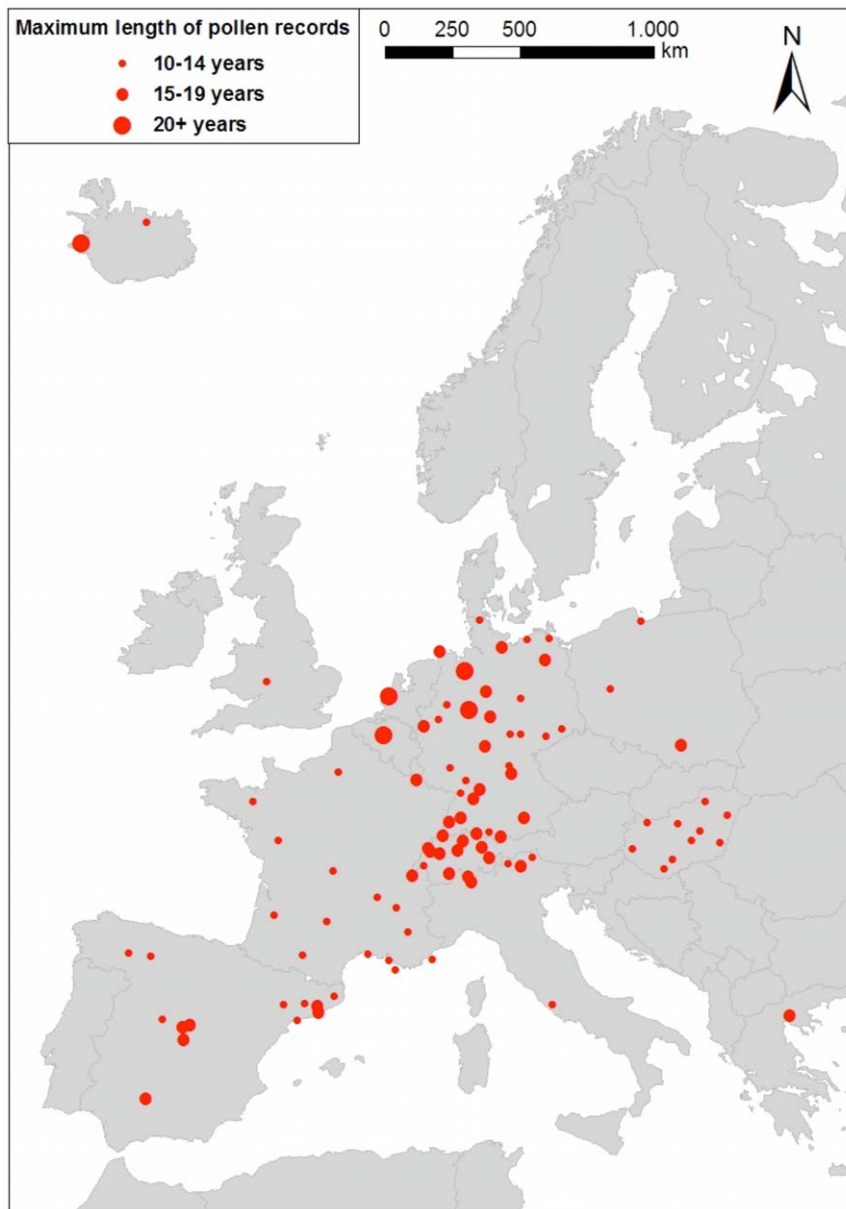 Maximum length of pollen records
10-14 years
15-19 years
20+ years
0 250 500 1.000
km
N